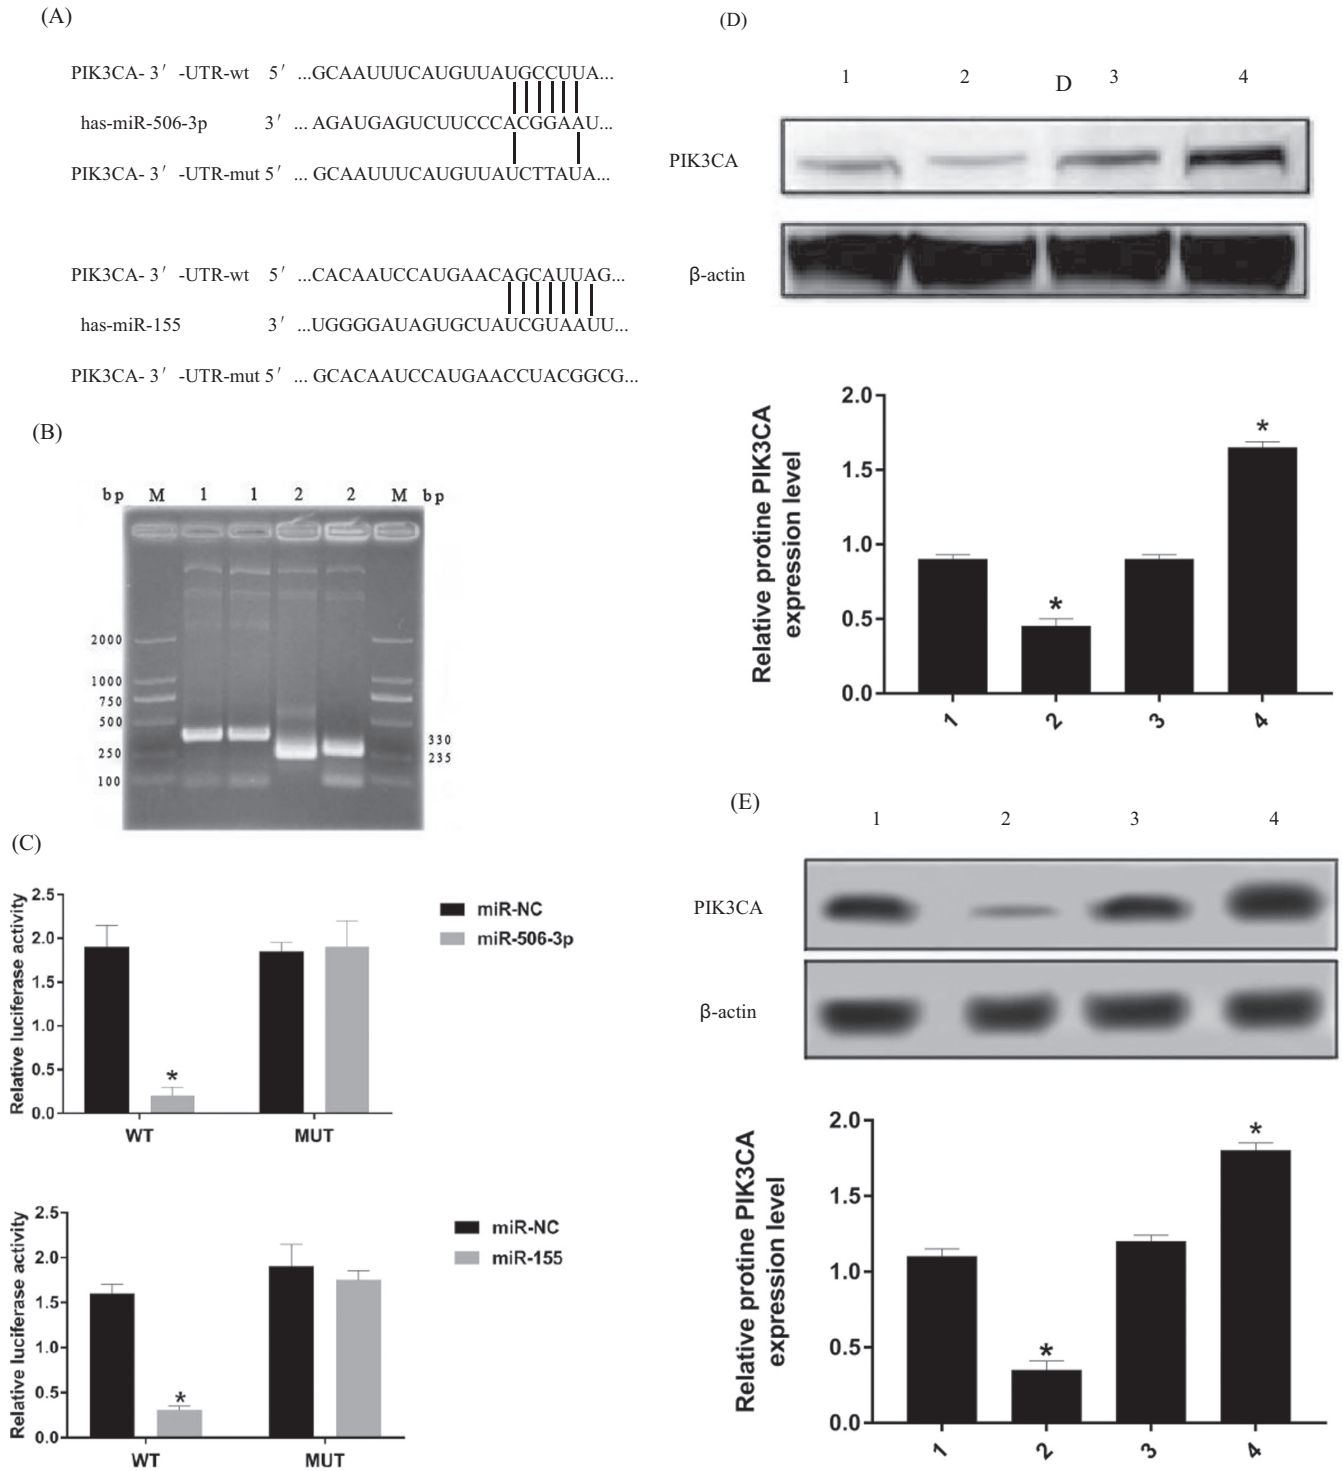 (A)
PIK3CA- 3′ -UTR-wt 5′ ...GCAAUUUCAUGUUAUGCCUUA...
has-miR-506-3p 3′ ... AGAUGAGUCUUCCCACGGAAU...
PIK3CA- 3′ -UTR-mut 5′ ... GCAAUUUCAUGUUAUCTTAUA...
PIK3CA- 3′ -UTR-wt 5′ ...CACAAUCCAUGAACAGCAUUAG...
has-miR-155 3′ ...UGGGGAUAGUGCUAUCGUAAUU...
PIK3CA- 3′ -UTR-mut 5′ ... GCACAAUCCAUGAACCUACGGCG...
(B)
bp M 1 1 2 2 M bp
2000
1000
750
500
250
100
330
235
(C)
Relative luciferase activity
2.5
2.0
1.5
1.0
0.5
0.0
*
WT MUT
miR-NC
miR-506-3p
Relative luciferase activity
2.5
2.0
1.5
1.0
0.5
0.0
*
WT MUT
miR-NC
miR-155
(D)
1 2 D 3 4
PIK3CA
β-actin
Relative protine PIK3CA
expression level
2.0
1.5
1.0
0.5
0.0
*
*
1 2 3 4
(E)
1 2 3 4
PIK3CA
β-actin
Relative protine PIK3CA
expression level
2.0
1.5
1.0
0.5
0.0
*
*
1 2 3 4